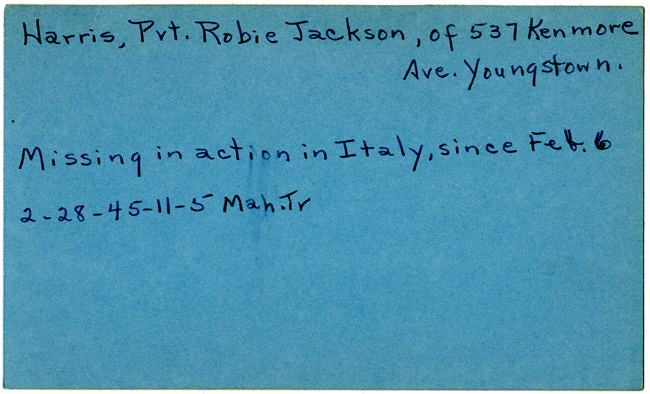 Harris, Pvt. Robie Jackson, of 537 Kenmore
Ave. Youngstown.
Missing in action in Italy, since Feb. 6
2-28-45-11-5 Mah.Tr